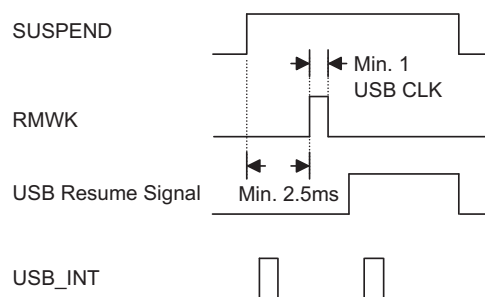 SUSPEND
Min. 1
USB CLK
RMWK
USB Resume Signal
Min. 2.5ms
USB_INT